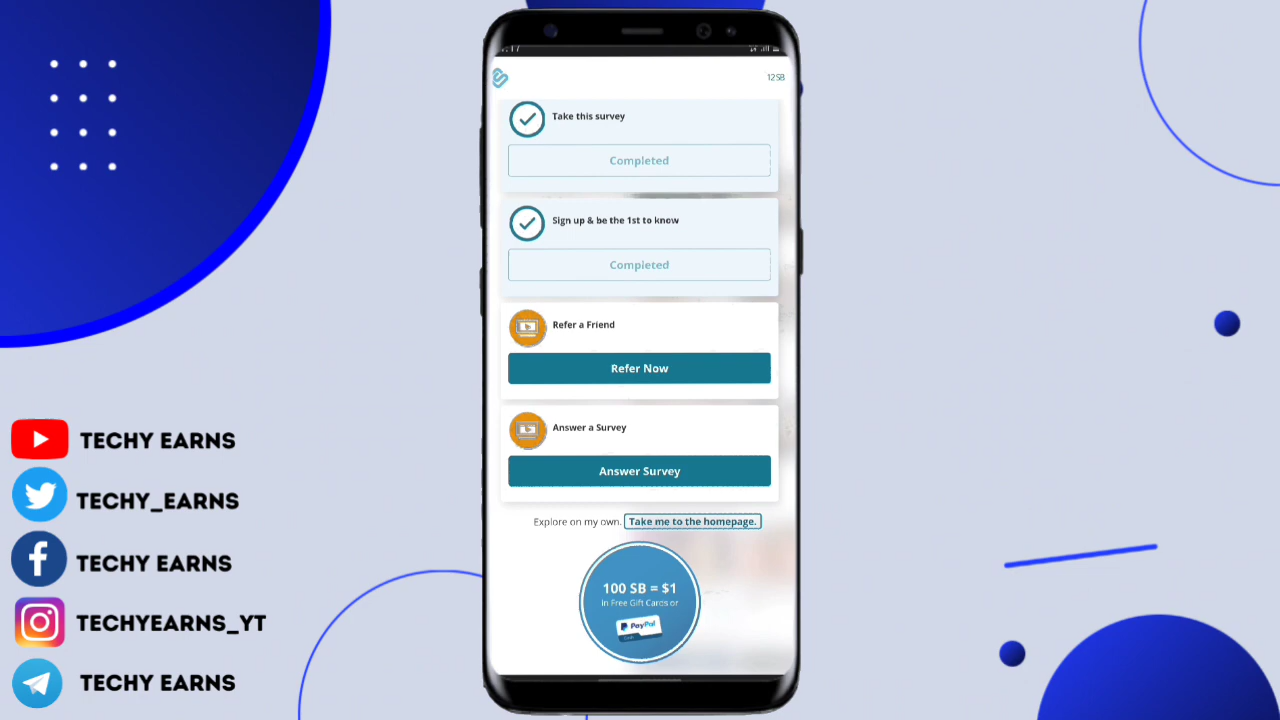 12SB
Take this survey
Completed
Sign up & be the 1st to know
Completed
Refer a Friend
Refer Now
Answer a Survey
Answer Survey
Explore on my own. Take me to the homepage.
100 SB = $1
in Free Gift Cards or
PayPal
TECHY EARNS
TECHY_EARNS
TECHY EARNS
TECHYEARNS_YT
TECHY EARNS